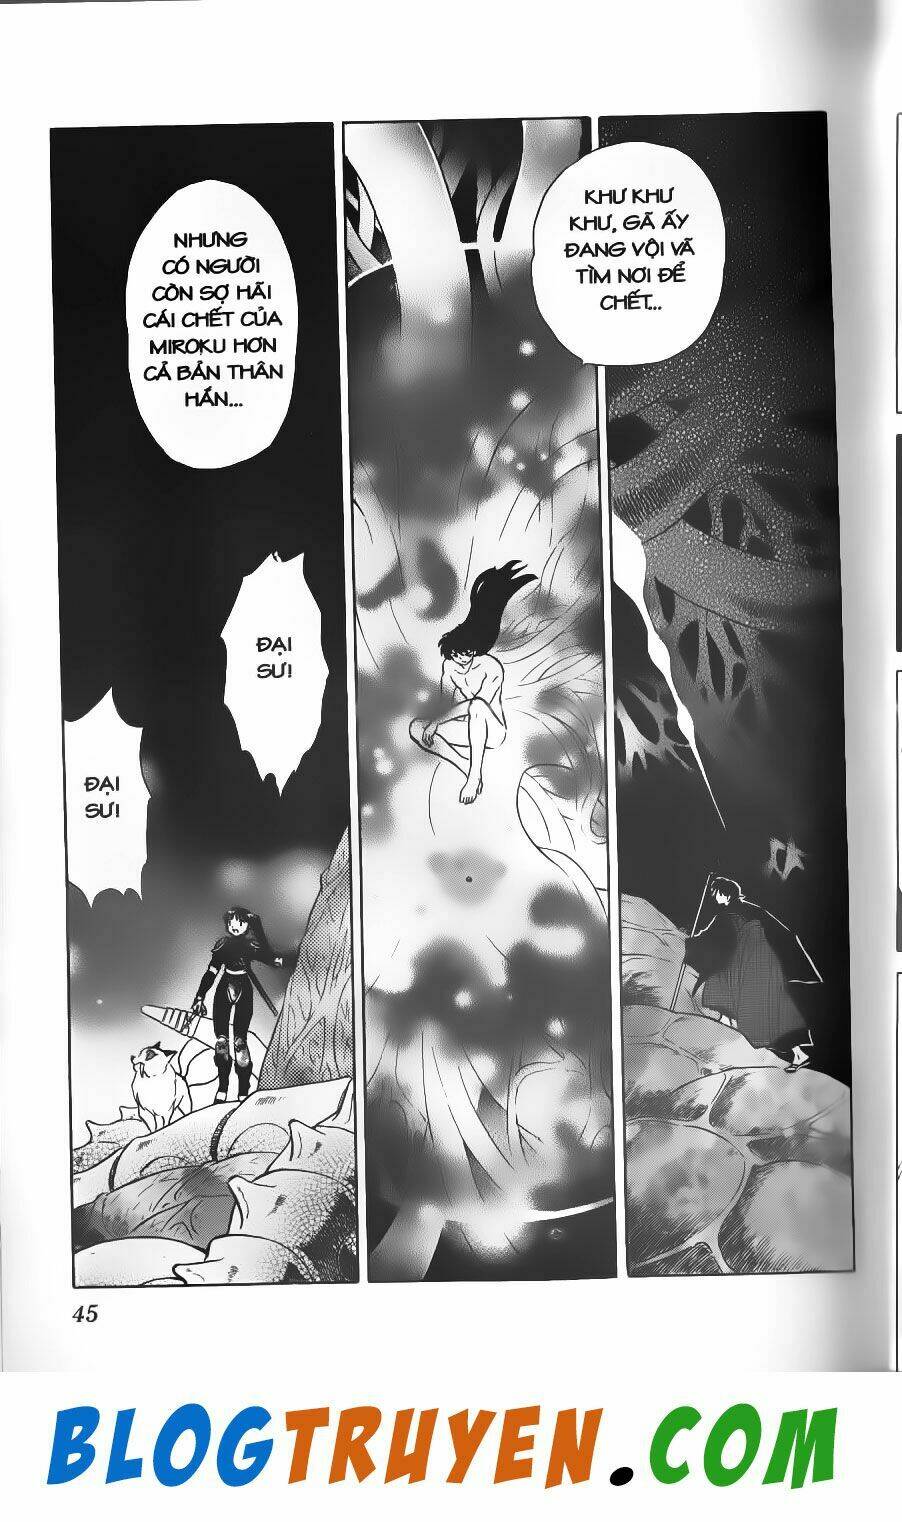 KHƯ KHƯ
KHƯ, GÃ ẤY
ĐANG VỘI VÃ
TÌM NƠI ĐỂ
CHẾT...
NHƯNG
CÓ NGƯỜI
CÒN SỢ HÃI
CÁI CHẾT CỦA
MIROKU HƠN
CẢ BẢN THÂN
HẮN...
ĐẠI
SƯ!
ĐẠI
SƯ!
45
BLOGTRUYEN.COM